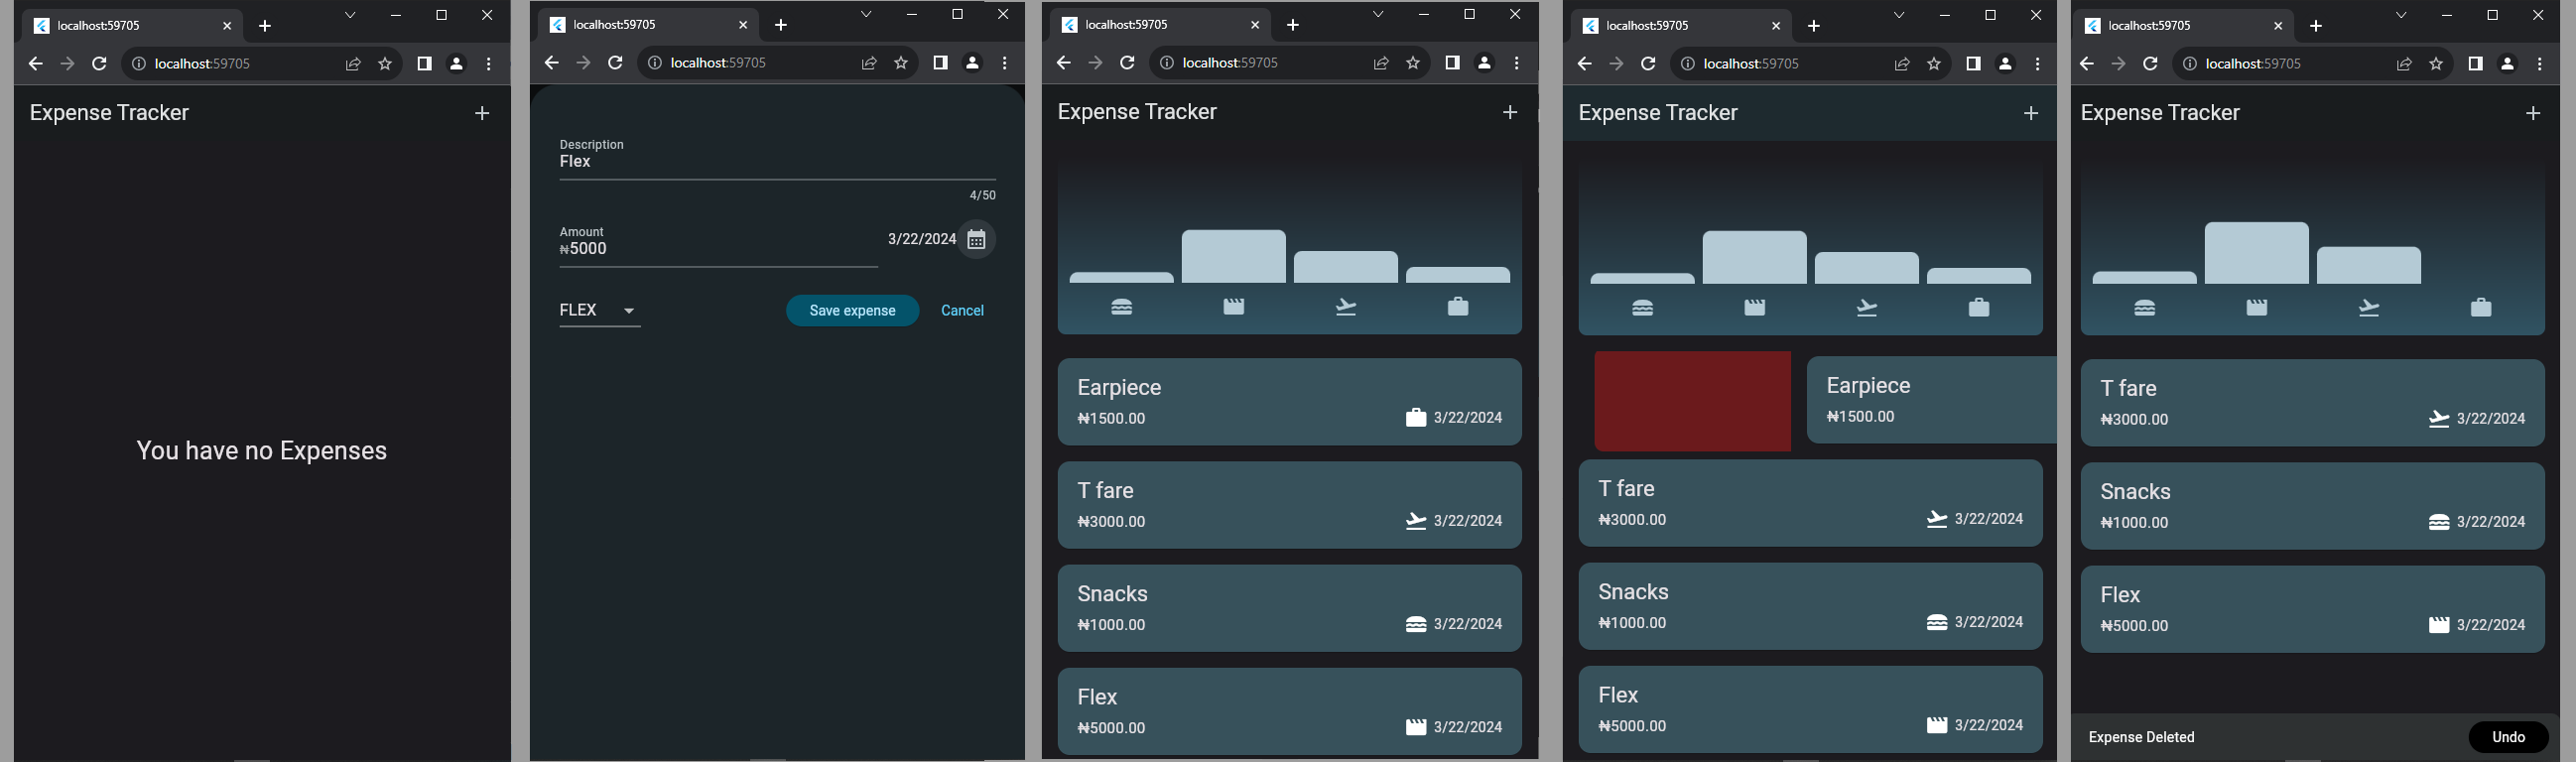 localhost:59705
localhost:59705
Expense Tracker
You have no Expenses
localhost:59705
localhost:59705
Description
Flex
4/50
Amount
₦5000
3/22/2024
FLEX
Save expense
Cancel
localhost:59705
localhost:59705
Expense Tracker
Earpiece
₦1500.00
3/22/2024
T fare
₦3000.00
3/22/2024
Snacks
₦1000.00
3/22/2024
Flex
₦5000.00
3/22/2024
localhost:59705
localhost:59705
Expense Tracker
Earpiece
₦1500.00
T fare
₦3000.00
3/22/2024
Snacks
₦1000.00
3/22/2024
Flex
₦5000.00
3/22/2024
localhost:59705
localhost:59705
Expense Tracker
T fare
₦3000.00
3/22/2024
Snacks
₦1000.00
3/22/2024
Flex
₦5000.00
3/22/2024
Expense Deleted
Undo